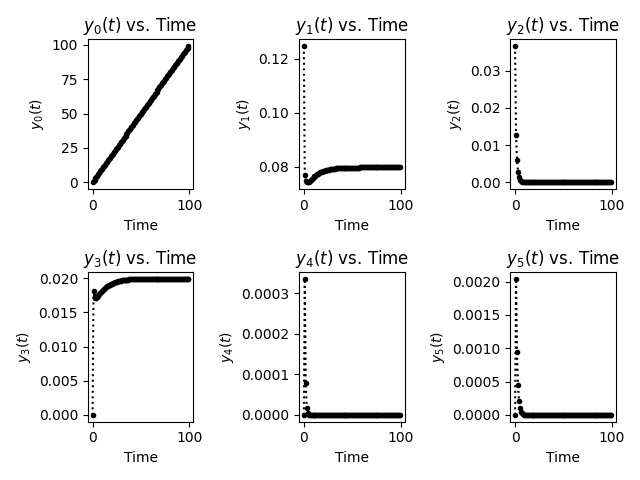 y₀(t) vs. Time
y₁(t) vs. Time
y₂(t) vs. Time
100
75
50
25
0
y₀(t)
0 100
Time
0.12
0.10
0.08
y₁(t)
0 100
Time
0.03
0.02
0.01
0.00
y₂(t)
0 100
Time
y₃(t) vs. Time
y₄(t) vs. Time
y₅(t) vs. Time
0.020
0.015
0.010
0.005
0.000
y₃(t)
0 100
Time
0.0003
0.0002
0.0001
0.0000
y₄(t)
0 100
Time
0.0020
0.0015
0.0010
0.0005
0.0000
y₅(t)
0 100
Time